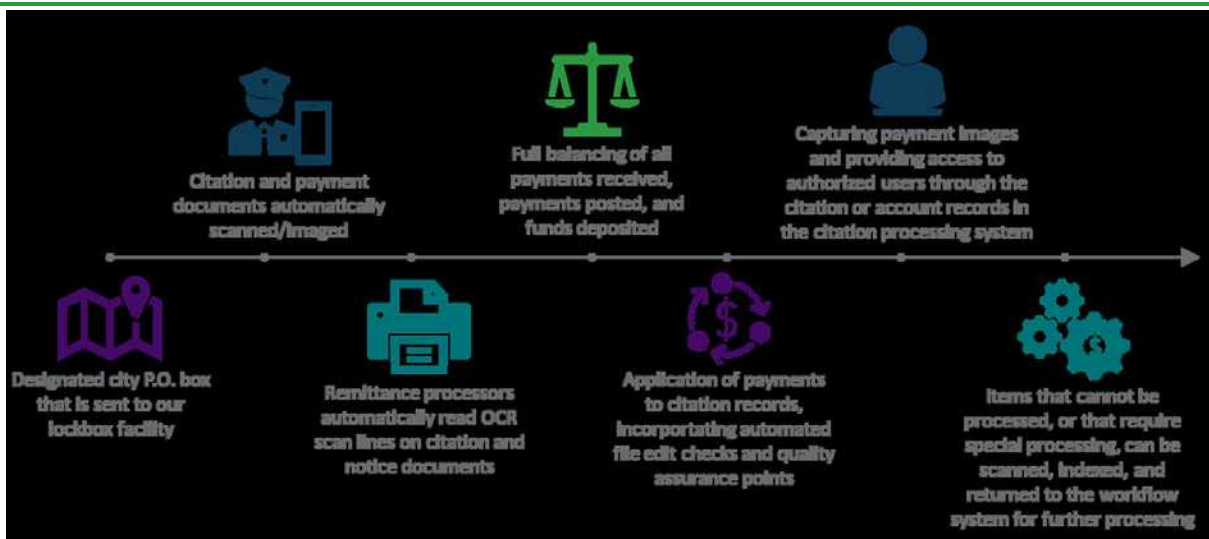 Designated city P.O. box
that is sent to our
lockbox facility
Citation and payment
documents automatically
scanned/imaged
Remittance processors
automatically read OCR
scan lines on citation and
notice documents
Full balancing of all
payments received,
payments posted, and
funds deposited
Application of payments
to citation records,
incorportating automated
file edit checks and quality
assurance points
Capturing payment images
and providing access to
authorized users through the
citation or account records in
the citation processing system
Items that cannot be
processed, or that require
special processing, can be
scanned, indexed, and
returned to the workflow
system for further processing